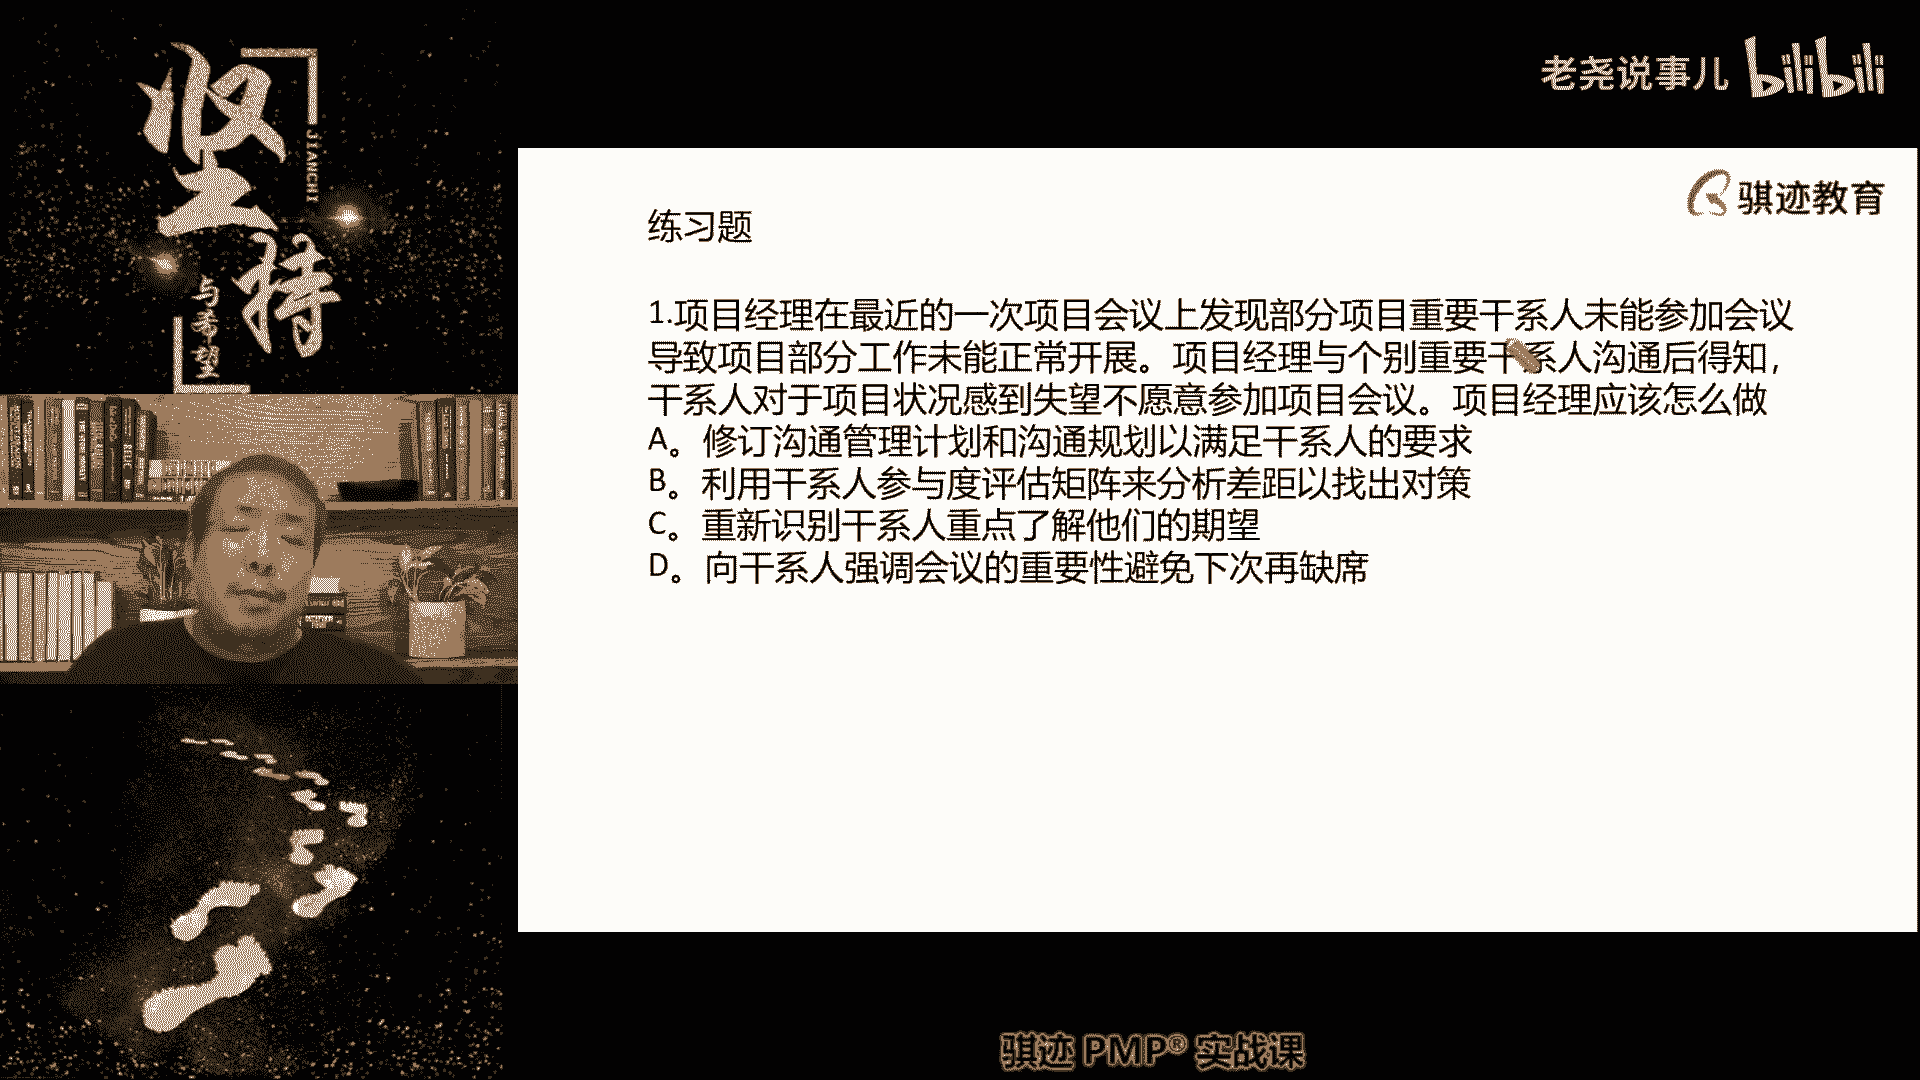 坚持
JIANCHI
与希望
老尧说事儿 bilibili
骐迹教育
练习题
1.项目经理在最近的一次项目会议上发现部分项目重要干系人未能参加会议
导致项目部分工作未能正常开展。项目经理与个别重要干系人沟通后得知，
干系人对于项目状况感到失望不愿意参加项目会议。项目经理应该怎么做
A。修订沟通管理计划和沟通规划以满足干系人的要求
B。利用干系人参与度评估矩阵来分析差距以找出对策
C。重新识别干系人重点了解他们的期望
D。向干系人强调会议的重要性避免下次再缺席
骐迹 PMP® 实战课